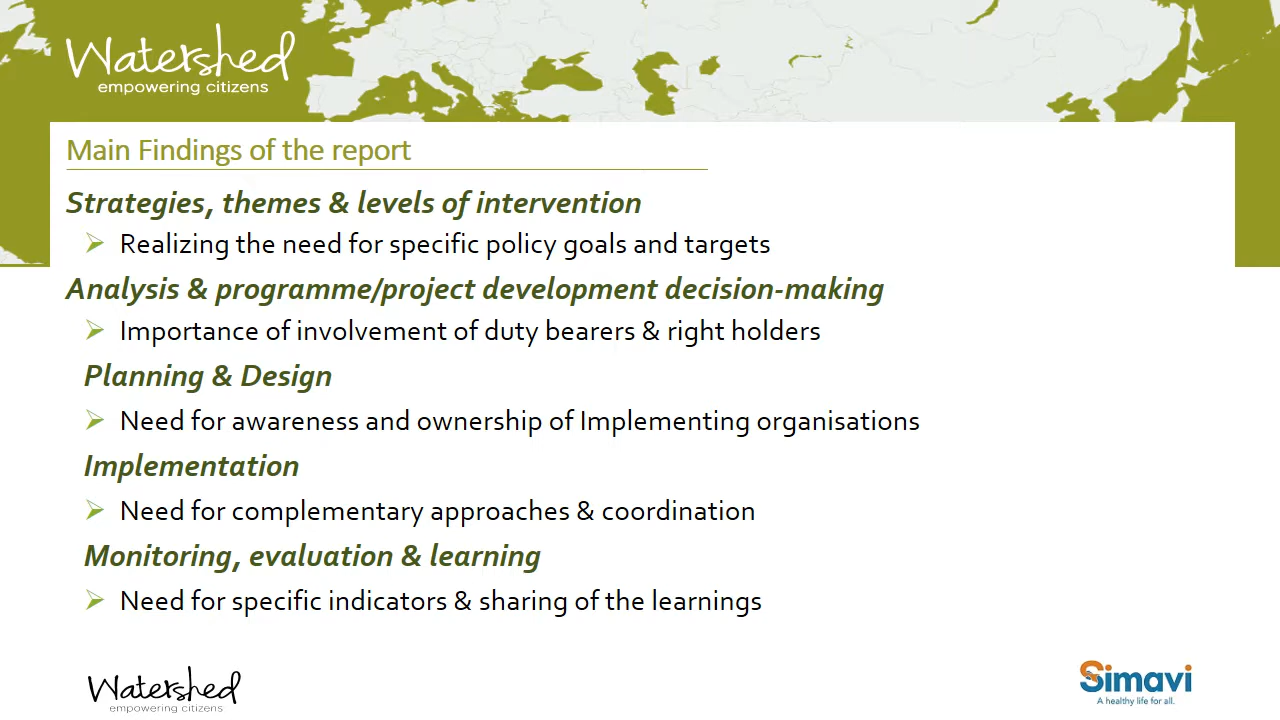 Watershed
empowering citizens
Main Findings of the report
Strategies, themes & levels of intervention
Realizing the need for specific policy goals and targets
Analysis & programme/project development decision-making
Importance of involvement of duty bearers & right holders
Planning & Design
Need for awareness and ownership of Implementing organisations
Implementation
Need for complementary approaches & coordination
Monitoring, evaluation & learning
Need for specific indicators & sharing of the learnings
Watershed
empowering citizens
Simavi
A healthy life for all.